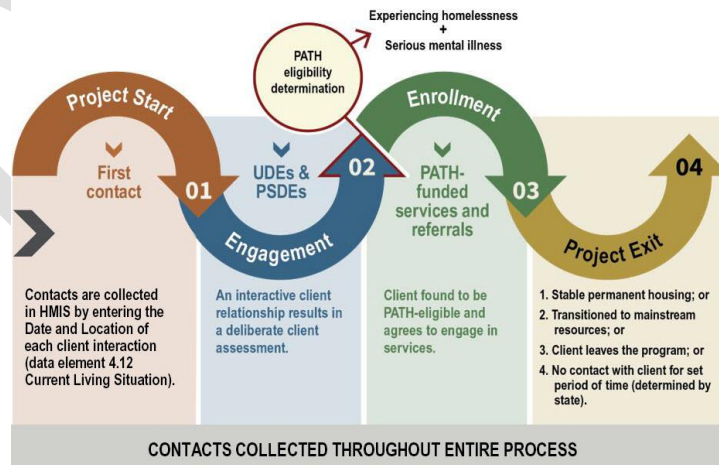 Experiencing homelessness
+
Serious mental illness
PATH
eligibility
determination
Project Start
First
contact
01
Contacts are collected
in HMIS by entering the
Date and Location of
each client interaction
(data element 4.12
Current Living Situation).
UDEs &
PSDEs
02
Engagement
An interactive client
relationship results in
a deliberate client
assessment.
Enrollment
PATH-
funded
services and
referrals
03
Client found to be
PATH-eligible and
agrees to engage in
services.
04
Project Exit
1. Stable permanent housing; or
2. Transitioned to mainstream
resources; or
3. Client leaves the program; or
4. No contact with client for set
period of time (determined by
state).
CONTACTS COLLECTED THROUGHOUT ENTIRE PROCESS